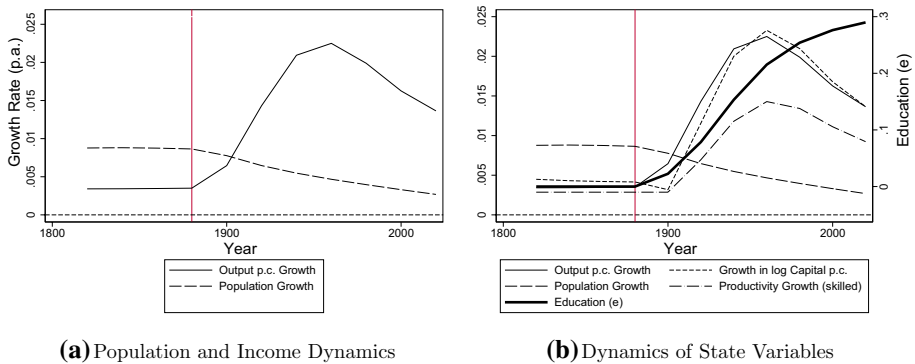 .025
.02
.015
.01
.005
0
Growth Rate (p.a.)
1800
1900
2000
Year
Output p.c. Growth
Population Growth
(a) Population and Income Dynamics
.025
.02
.015
.01
.005
0
.3
.2
.1
0
Education (e)
1800
1900
2000
Year
Output p.c. Growth
Growth in log Capital p.c.
Population Growth
Productivity Growth (skilled)
Education (e)
(b) Dynamics of State Variables